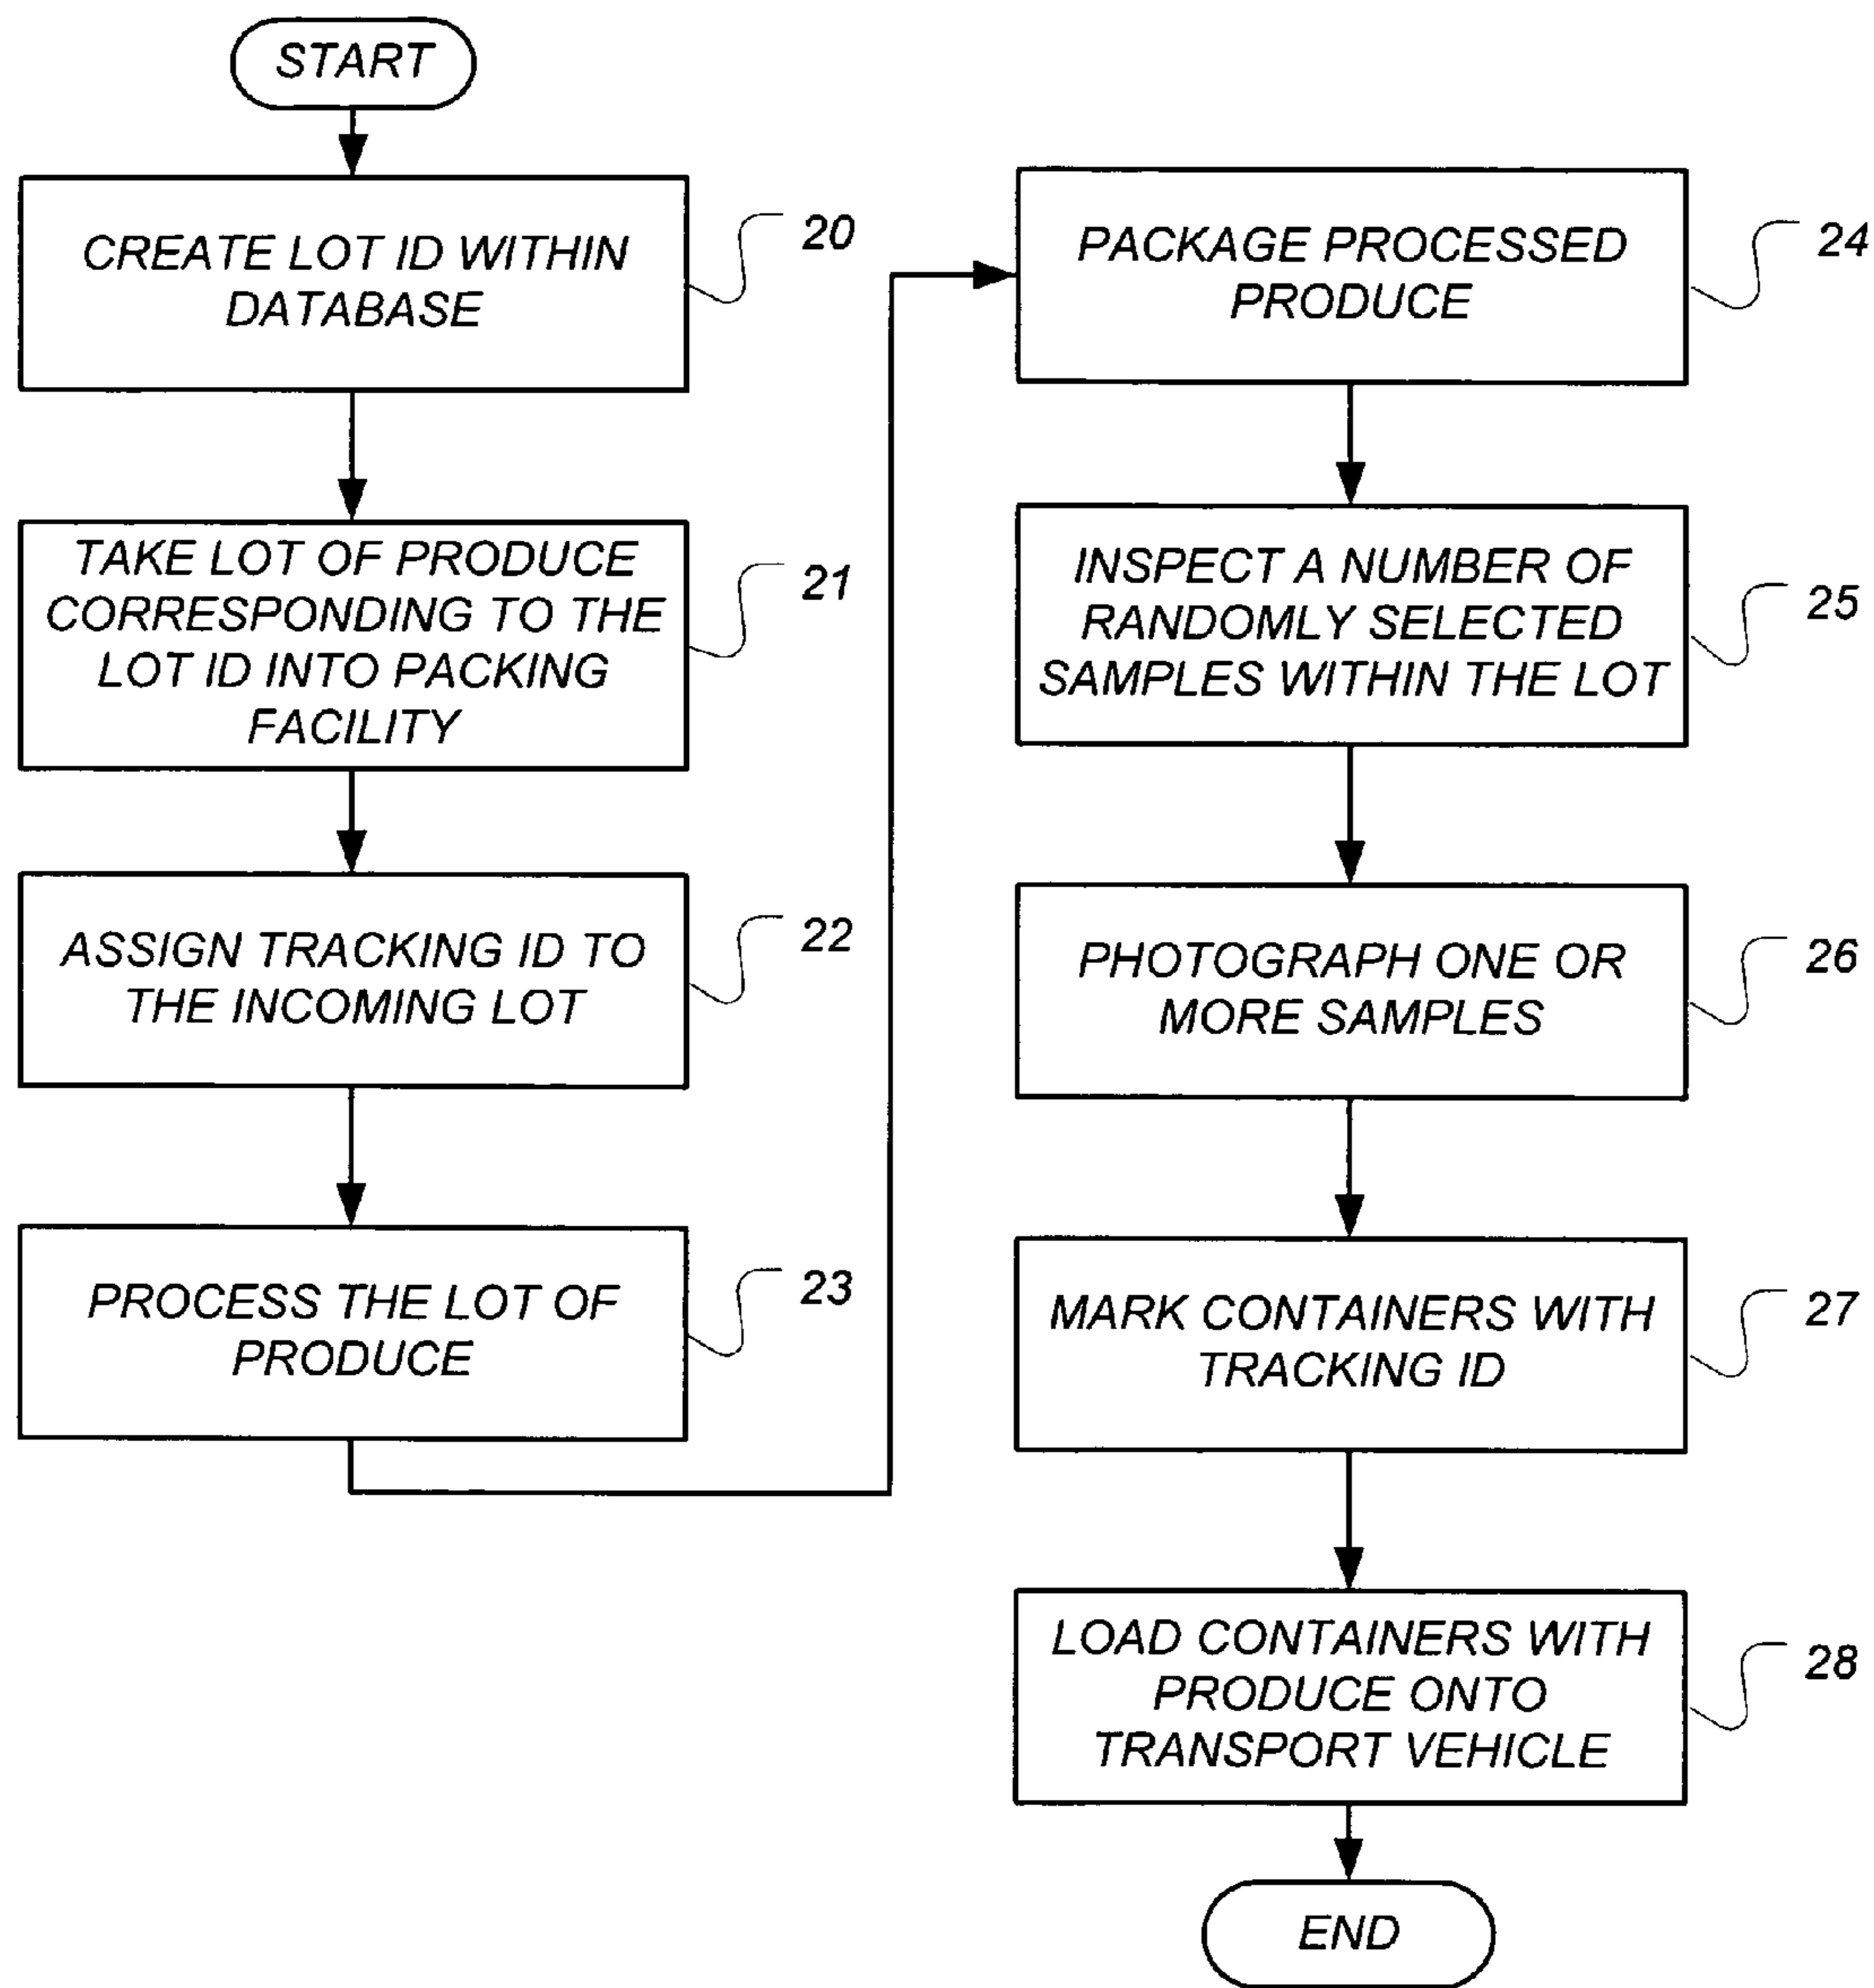 START
CREATE LOT ID WITHIN
DATABASE
20
TAKE LOT OF PRODUCE
CORRESPONDING TO THE
LOT ID INTO PACKING
FACILITY
21
ASSIGN TRACKING ID TO
THE INCOMING LOT
22
PROCESS THE LOT OF
PRODUCE
23
PACKAGE PROCESSED
PRODUCE
24
INSPECT A NUMBER OF
RANDOMLY SELECTED
SAMPLES WITHIN THE LOT
25
PHOTOGRAPH ONE OR
MORE SAMPLES
26
MARK CONTAINERS WITH
TRACKING ID
27
LOAD CONTAINERS WITH
PRODUCE ONTO
TRANSPORT VEHICLE
28
END